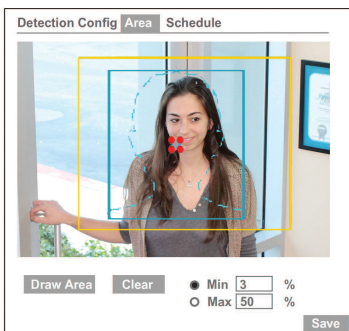 Detection Config Area Schedule
Draw Area Clear Min 3 %
Max 50 %
Save